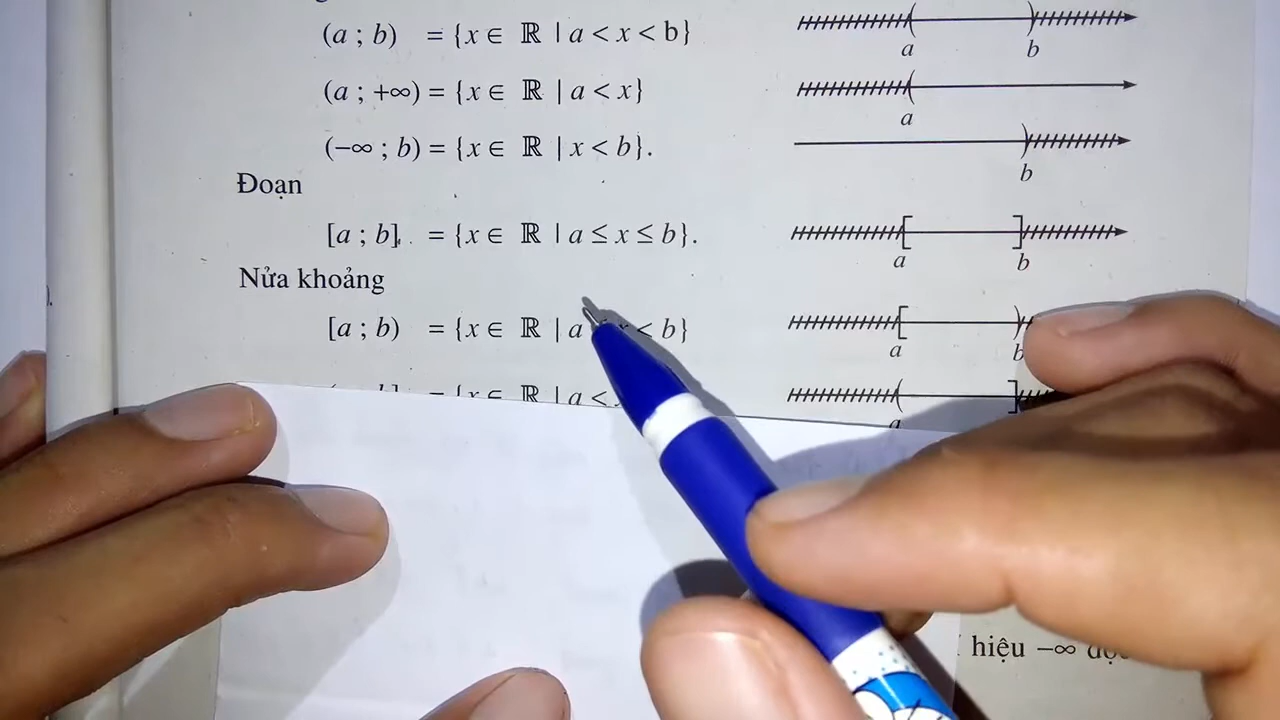 (a ; b) = {x ∈ ℝ | a < x < b}
a b
(a ; +∞) = {x ∈ ℝ | a < x}
a
(−∞ ; b) = {x ∈ ℝ | x < b}.
b
Đoạn
[a ; b] = {x ∈ ℝ | a ≤ x ≤ b}.
a b
Nửa khoảng
[a ; b) = {x ∈ ℝ | a x < b}
a b
= {x ∈ ℝ | a <
a
hiệu −∞